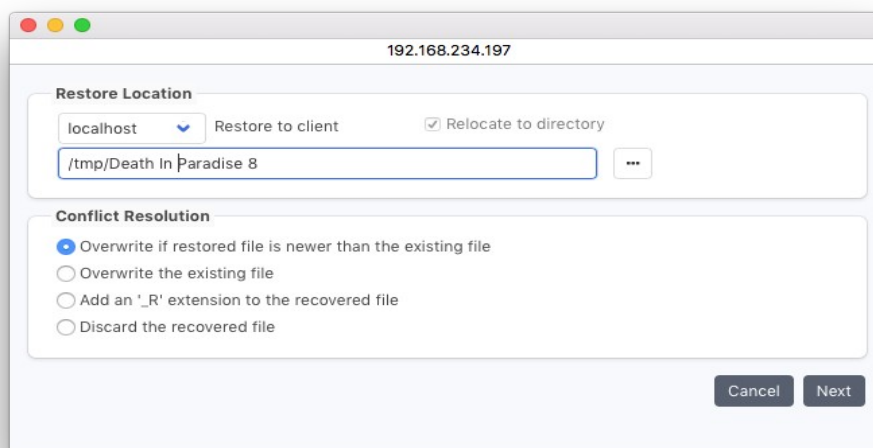 192.168.234.197
Restore Location
localhost Restore to client Relocate to directory
/tmp/Death In Paradise 8 ...
Conflict Resolution
Overwrite if restored file is newer than the existing file
Overwrite the existing file
Add an '_R' extension to the recovered file
Discard the recovered file
Cancel Next